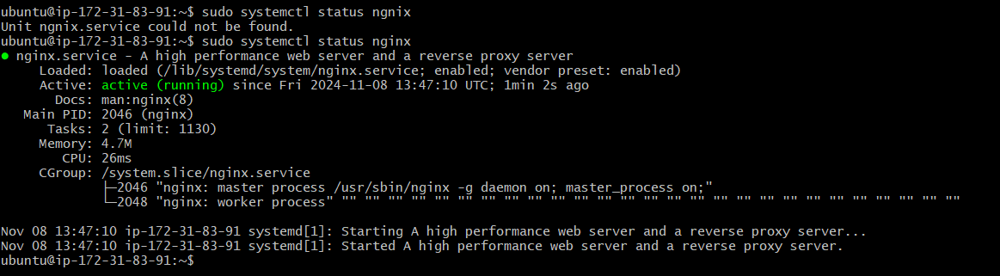 ubuntu@ip-172-31-83-91:~$ sudo systemctl status ngnix
Unit ngnix.service could not be found.
ubuntu@ip-172-31-83-91:~$ sudo systemctl status nginx
● nginx.service - A high performance web server and a reverse proxy server
     Loaded: loaded (/lib/systemd/system/nginx.service; enabled; vendor preset: enabled)
     Active: active (running) since Fri 2024-11-08 13:47:10 UTC; 1min 2s ago
       Docs: man:nginx(8)
   Main PID: 2046 (nginx)
      Tasks: 2 (limit: 1130)
     Memory: 4.7M
        CPU: 26ms
     CGroup: /system.slice/nginx.service
             ├─2046 "nginx: master process /usr/sbin/nginx -g daemon on; master_process on;"
             └─2048 "nginx: worker process" "" "" "" "" "" "" "" "" "" "" "" "" "" "" "" "" "" "" "" "" "" "" "" "" "" "" ""

Nov 08 13:47:10 ip-172-31-83-91 systemd[1]: Starting A high performance web server and a reverse proxy server...
Nov 08 13:47:10 ip-172-31-83-91 systemd[1]: Started A high performance web server and a reverse proxy server.
ubuntu@ip-172-31-83-91:~$